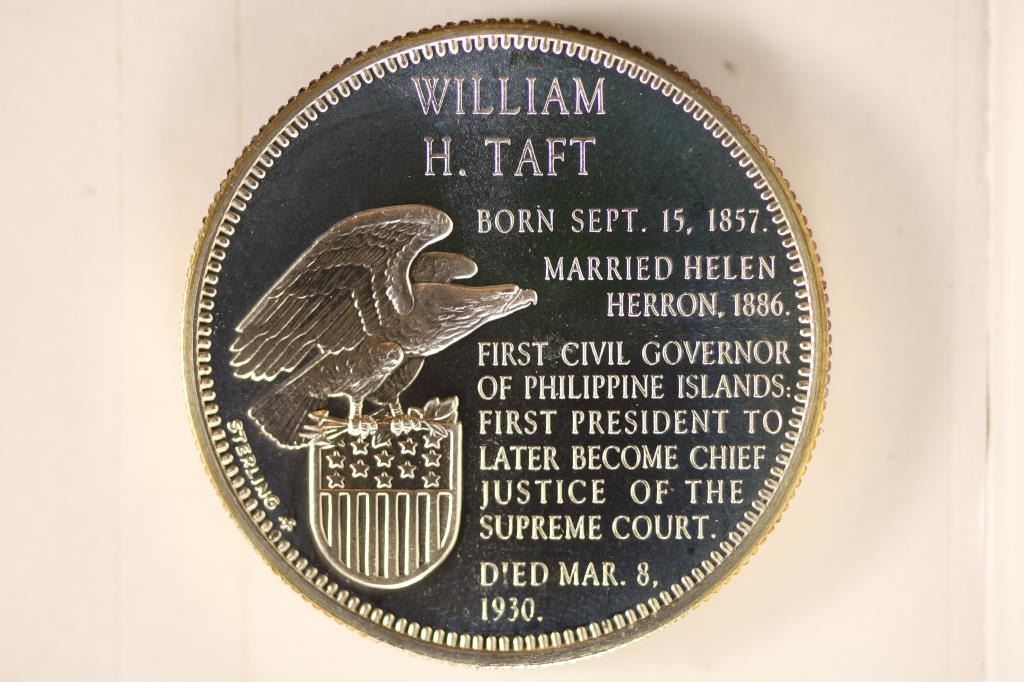 WILLIAM
H. TAFT
BORN SEPT. 15, 1857.
MARRIED HELEN
HERRON, 1886.
FIRST CIVIL GOVERNOR
OF PHILIPPINE ISLANDS:
FIRST PRESIDENT TO
LATER BECOME CHIEF
JUSTICE OF THE
SUPREME COURT.
DIED MAR. 8,
1930.
STERLING